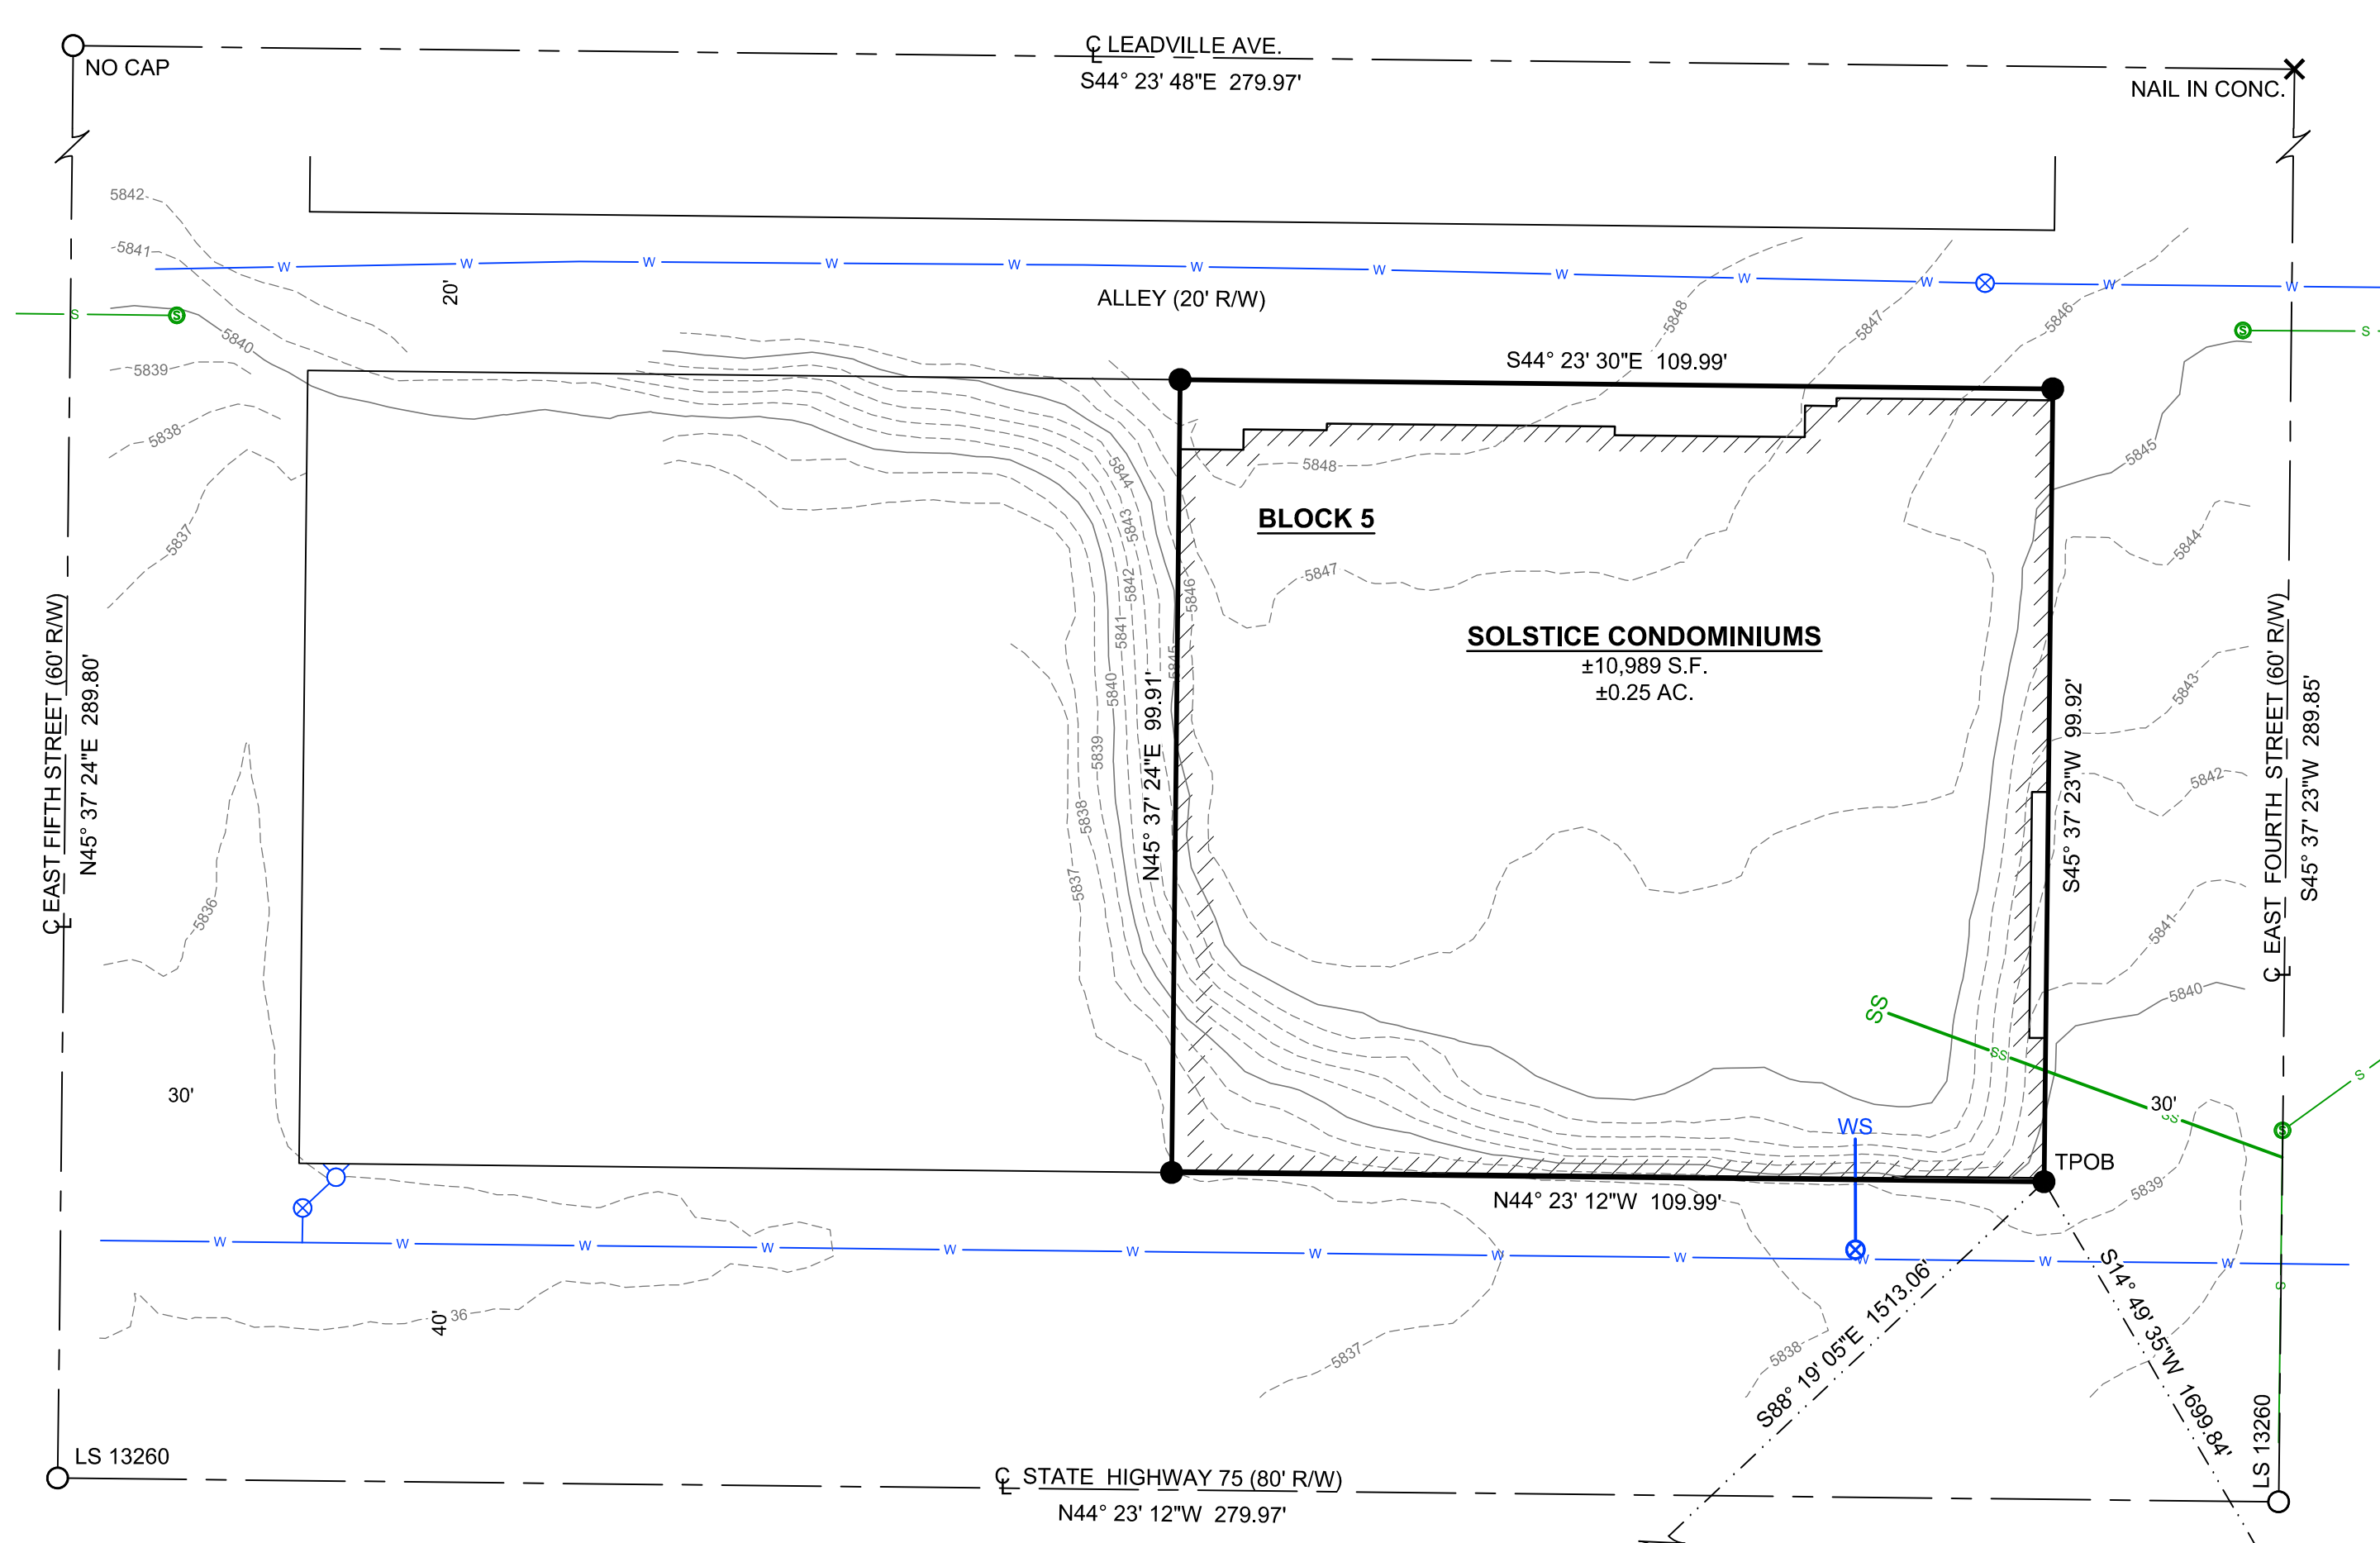 ℄ LEADVILLE AVE.
S44° 23' 48"E 279.97'
NO CAP
NAIL IN CONC.
5842
5841
W W W W W W W W W W W W
20'
ALLEY (20' R/W)
S
S
S
S
5840
5839
5838
5837
5848
5847
5846
S44° 23' 30"E 109.99'
5845
5844
5843
5842
5841
5840
5839
5838
5837
5844
5843
5842
5841
5840
5848
5847
5846
5845
BLOCK 5
SOLSTICE CONDOMINIUMS
±10,989 S.F.
±0.25 AC.
℄ EAST FIFTH STREET (60' R/W)
N45° 37' 24"E 289.80'
N45° 37' 24"E 99.91'
S45° 37' 23"W 99.92'
℄ EAST FOURTH STREET (60' R/W)
S45° 37' 23"W 289.85'
5836
SS
SS
SS
S
S
30'
30'
WS
TPOB
N44° 23' 12"W 109.99'
5839
W W W W W W W W W W W W
S
36
40'
5837
5838
S88° 19' 05"E 1513.06'
S14° 49' 35"W 1699.84'
LS 13260
LS 13260
℄ STATE HIGHWAY 75 (80' R/W)
N44° 23' 12"W 279.97'